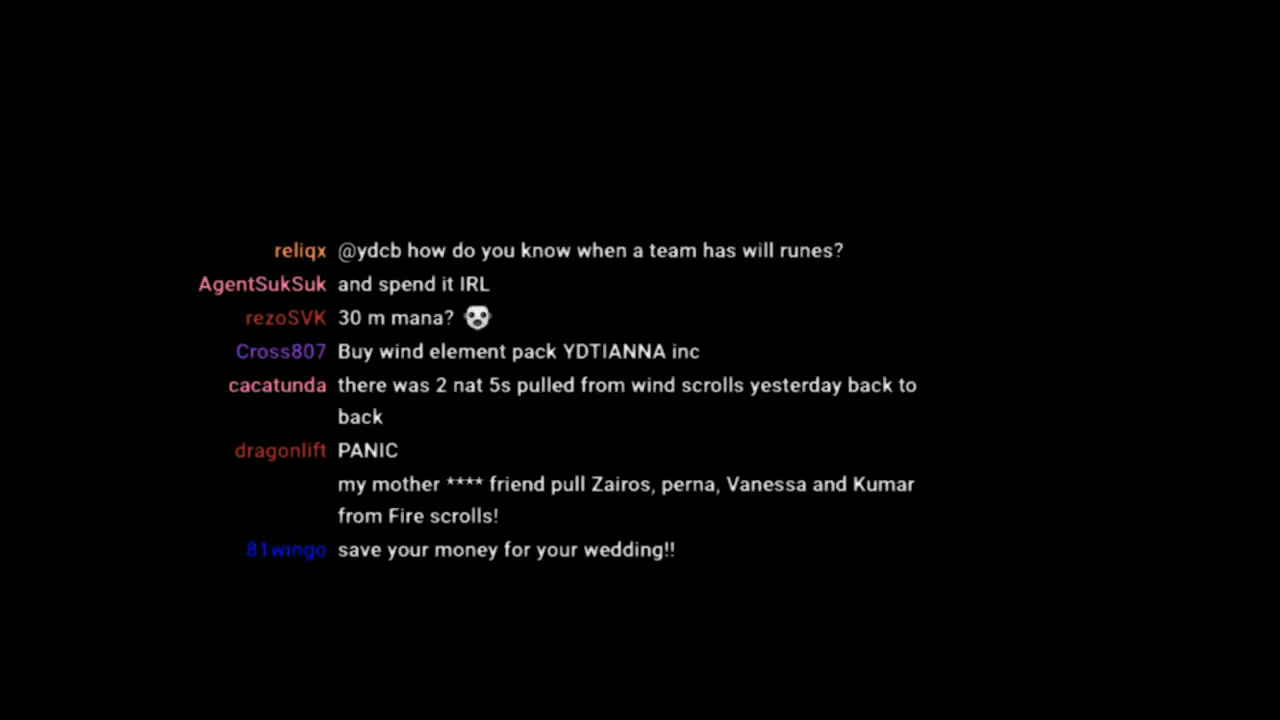 reliqx @ydcb how do you know when a team has will runes?
AgentSukSuk and spend it IRL
rezoSVK 30 m mana?
Cross807 Buy wind element pack YDTIANNA inc
cacatunda there was 2 nat 5s pulled from wind scrolls yesterday back to
back
dragonlift PANIC
my mother **** friend pull Zairos, perna, Vanessa and Kumar
from Fire scrolls!
81wingo save your money for your wedding!!